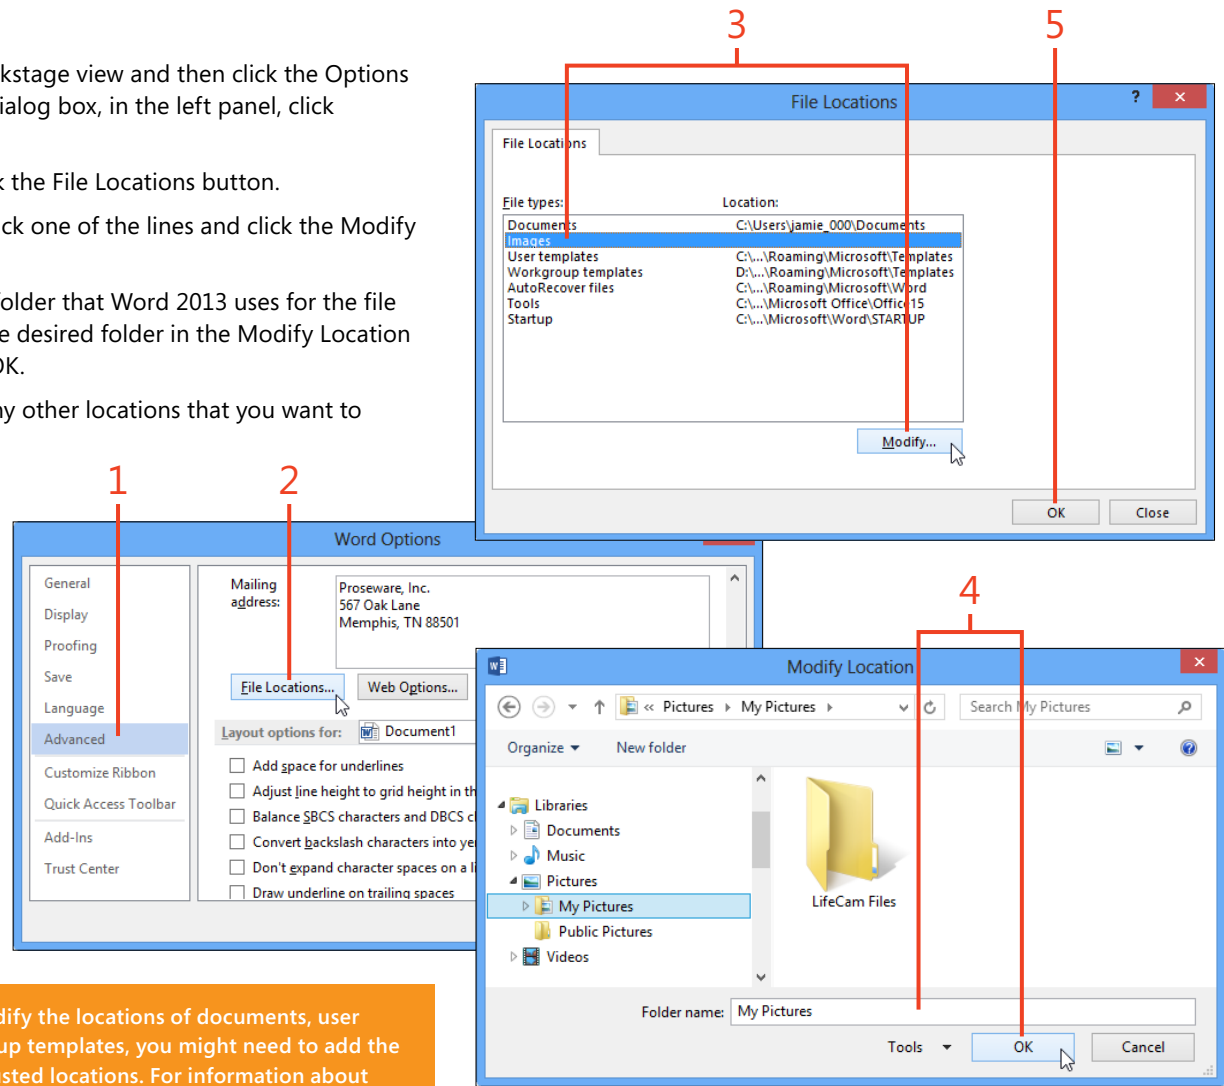 kstage view and then click the Options
ialog box, in the left panel, click
k the File Locations button.
ick one of the lines and click the Modify
folder that Word 2013 uses for the file
e desired folder in the Modify Location
OK.
ny other locations that you want to
3
5
File Locations
?
File Locations
File types:
Location:
Documents C:\Users\jamie_000\Documents
Images
User templates C:\...\Roaming\Microsoft\Templates
Workgroup templates D:\...\Roaming\Microsoft\Templates
AutoRecover files C:\...\Roaming\Microsoft\Word
Tools C:\...\Microsoft Office\Office15
Startup C:\...\Microsoft\Word\STARTUP
Modify...
OK
Close
1
2
Word Options
General
Display
Proofing
Save
Language
Advanced
Customize Ribbon
Quick Access Toolbar
Add-Ins
Trust Center
Mailing
address:
Proseware, Inc.
567 Oak Lane
Memphis, TN 88501
File Locations...
Web Options...
Layout options for:
Document1
Add space for underlines
Adjust line height to grid height in th
Balance SBCS characters and DBCS c
Convert backslash characters into ye
Don't expand character spaces on a li
Draw underline on trailing spaces
4
Modify Location
« Pictures My Pictures
Search My Pictures
Organize
New folder
Libraries
Documents
Music
Pictures
My Pictures
Public Pictures
Videos
LifeCam Files
Folder name:
My Pictures
Tools
OK
Cancel
dify the locations of documents, user
up templates, you might need to add the
usted locations. For information about